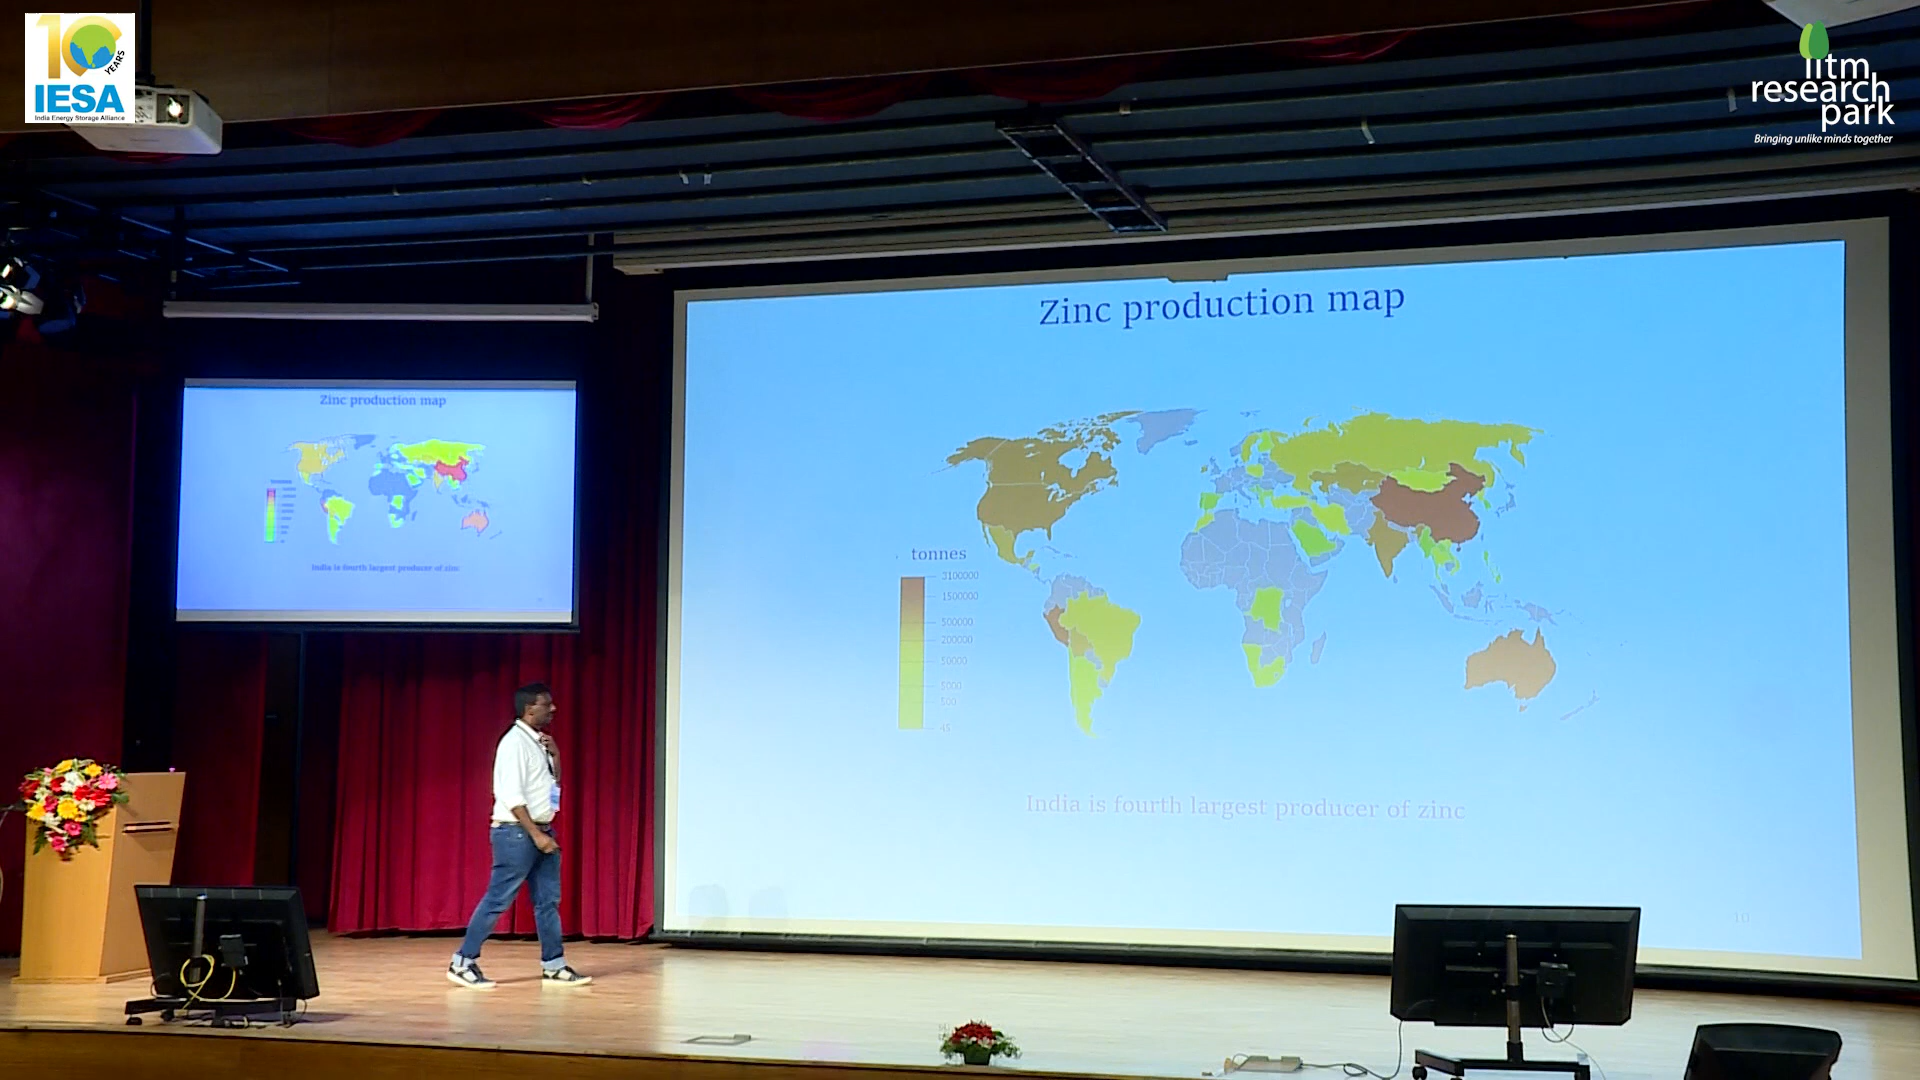 10
YEARS
IESA
India Energy Storage Alliance
iitm
research
park
Bringing unlike minds together
Zinc production map
tonnes
3100000
1500000
500000
200000
50000
5000
500
45
India is fourth largest producer of zinc
10
Zinc production map
India is fourth largest producer of zinc